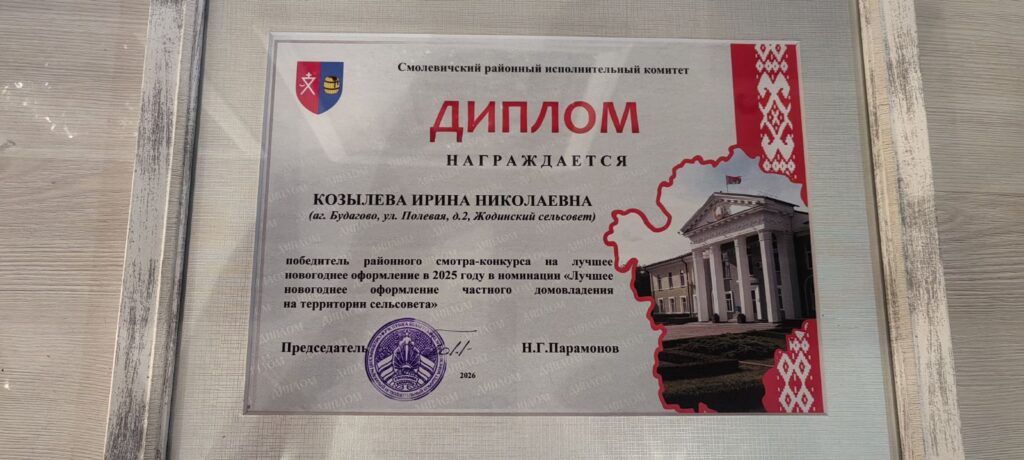 Смолевичский районный исполнительный комитет
ДИПЛОМ
НАГРАЖДАЕТСЯ
КОЗЫЛЕВА ИРИНА НИКОЛАЕВНА
(аг. Будагово, ул. Полевая, д.2, Жодинский сельсовет)
победитель районного смотра-конкурса на лучшее
новогоднее оформление в 2025 году в номинации «Лучшее
новогоднее оформление частного домовладения
на территории сельсовета»
Председатель Н.Г.Парамонов
2026